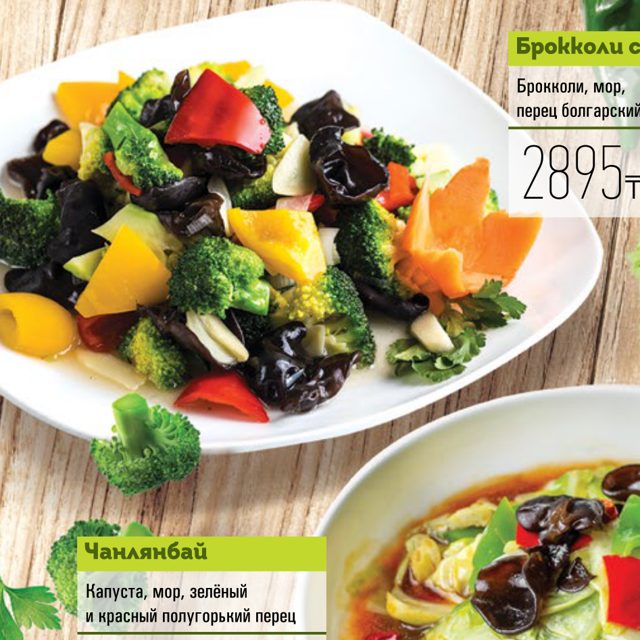 Брокколи с
Брокколи, мор,
перец болгарский
2895₸
Чанлянбай
Капуста, мор, зелёный
и красный полугорький перец